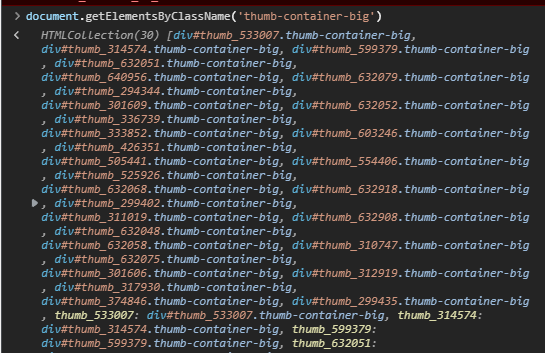 > document.getElementsByClassName('thumb-container-big')
< HTMLCollection(30) [div#thumb_533007.thumb-container-big,
div#thumb_314574.thumb-container-big, div#thumb_599379.thumb-container-big
, div#thumb_632051.thumb-container-big,
div#thumb_640956.thumb-container-big, div#thumb_632079.thumb-container-big
, div#thumb_294344.thumb-container-big,
div#thumb_301609.thumb-container-big, div#thumb_632052.thumb-container-big
, div#thumb_336739.thumb-container-big,
div#thumb_333852.thumb-container-big, div#thumb_603246.thumb-container-big
, div#thumb_426351.thumb-container-big,
div#thumb_505441.thumb-container-big, div#thumb_554406.thumb-container-big
, div#thumb_525926.thumb-container-big,
div#thumb_632068.thumb-container-big, div#thumb_632918.thumb-container-big
, div#thumb_299402.thumb-container-big,
div#thumb_311019.thumb-container-big, div#thumb_632908.thumb-container-big
, div#thumb_632048.thumb-container-big,
div#thumb_632058.thumb-container-big, div#thumb_310747.thumb-container-big
, div#thumb_632075.thumb-container-big,
div#thumb_301606.thumb-container-big, div#thumb_312919.thumb-container-big
, div#thumb_317930.thumb-container-big,
div#thumb_374846.thumb-container-big, div#thumb_299435.thumb-container-big
, thumb_533007: div#thumb_533007.thumb-container-big, thumb_314574:
div#thumb_314574.thumb-container-big, thumb_599379:
div#thumb_599379.thumb-container-big, thumb_632051: